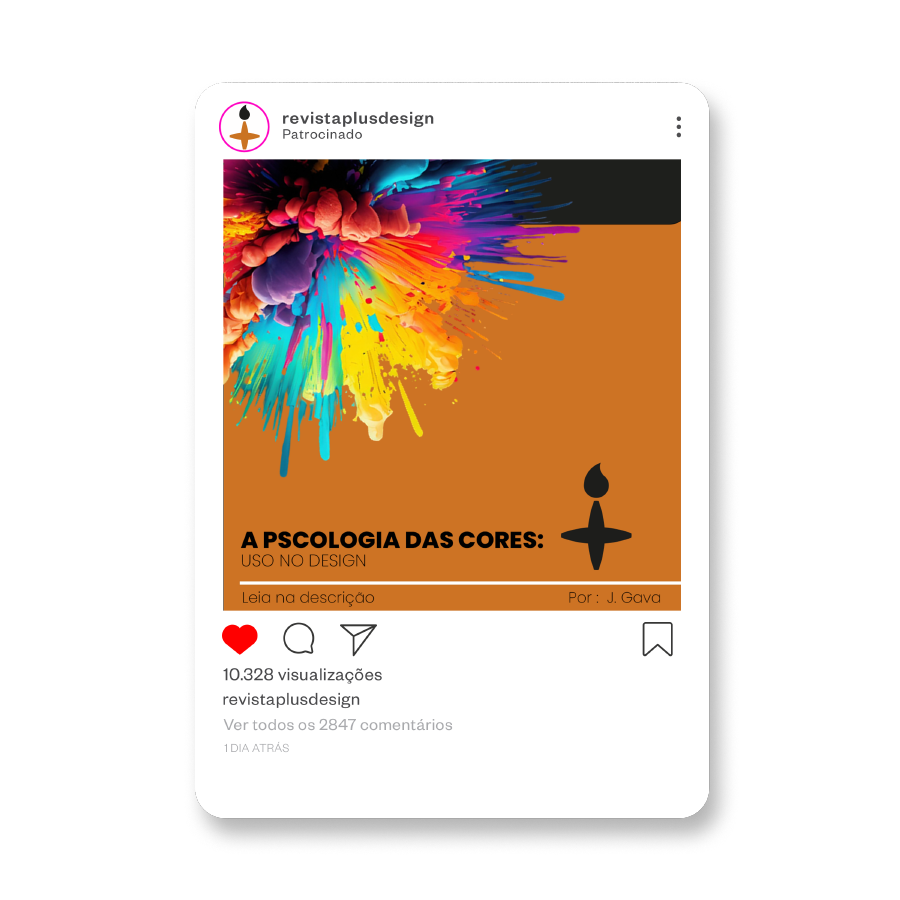 revistaplusdesign
Patrocinado
A PSCOLOGIA DAS CORES:
USO NO DESIGN
Leia na descrição
Por : J. Gava
10.328 visualizações
revistaplusdesign
Ver todos os 2847 comentários
1 DIA ATRÁS